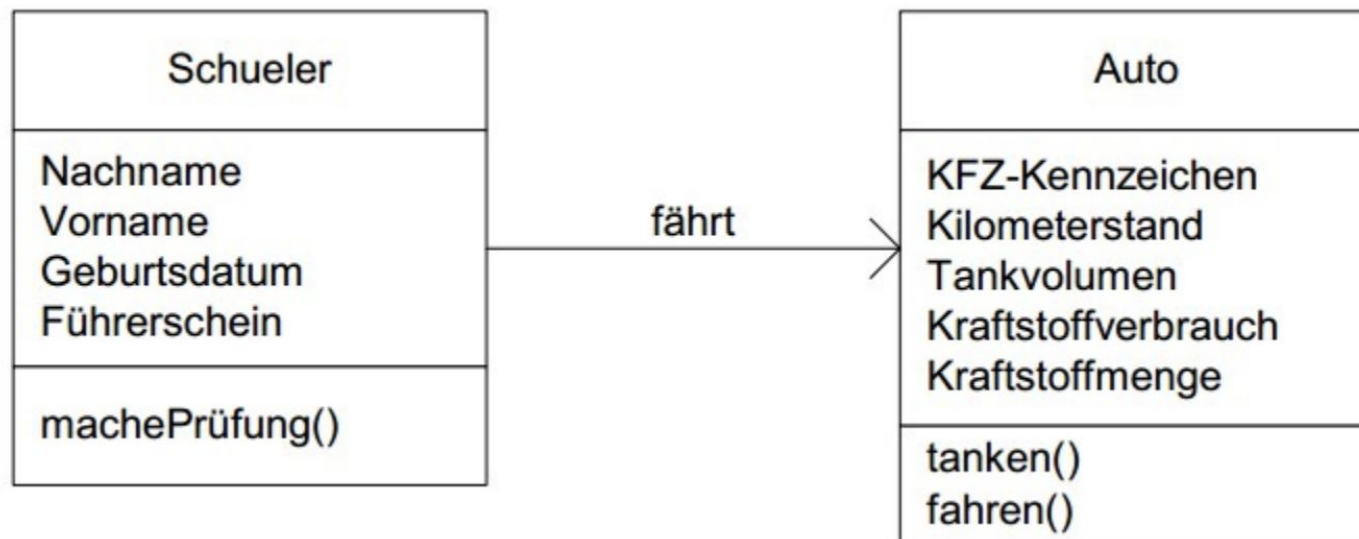 Schueler
Nachname
Vorname
Geburtsdatum
Führerschein
machePrüfung()
fährt
Auto
KFZ-Kennzeichen
Kilometerstand
Tankvolumen
Kraftstoffverbrauch
Kraftstoffmenge
tanken()
fahren()